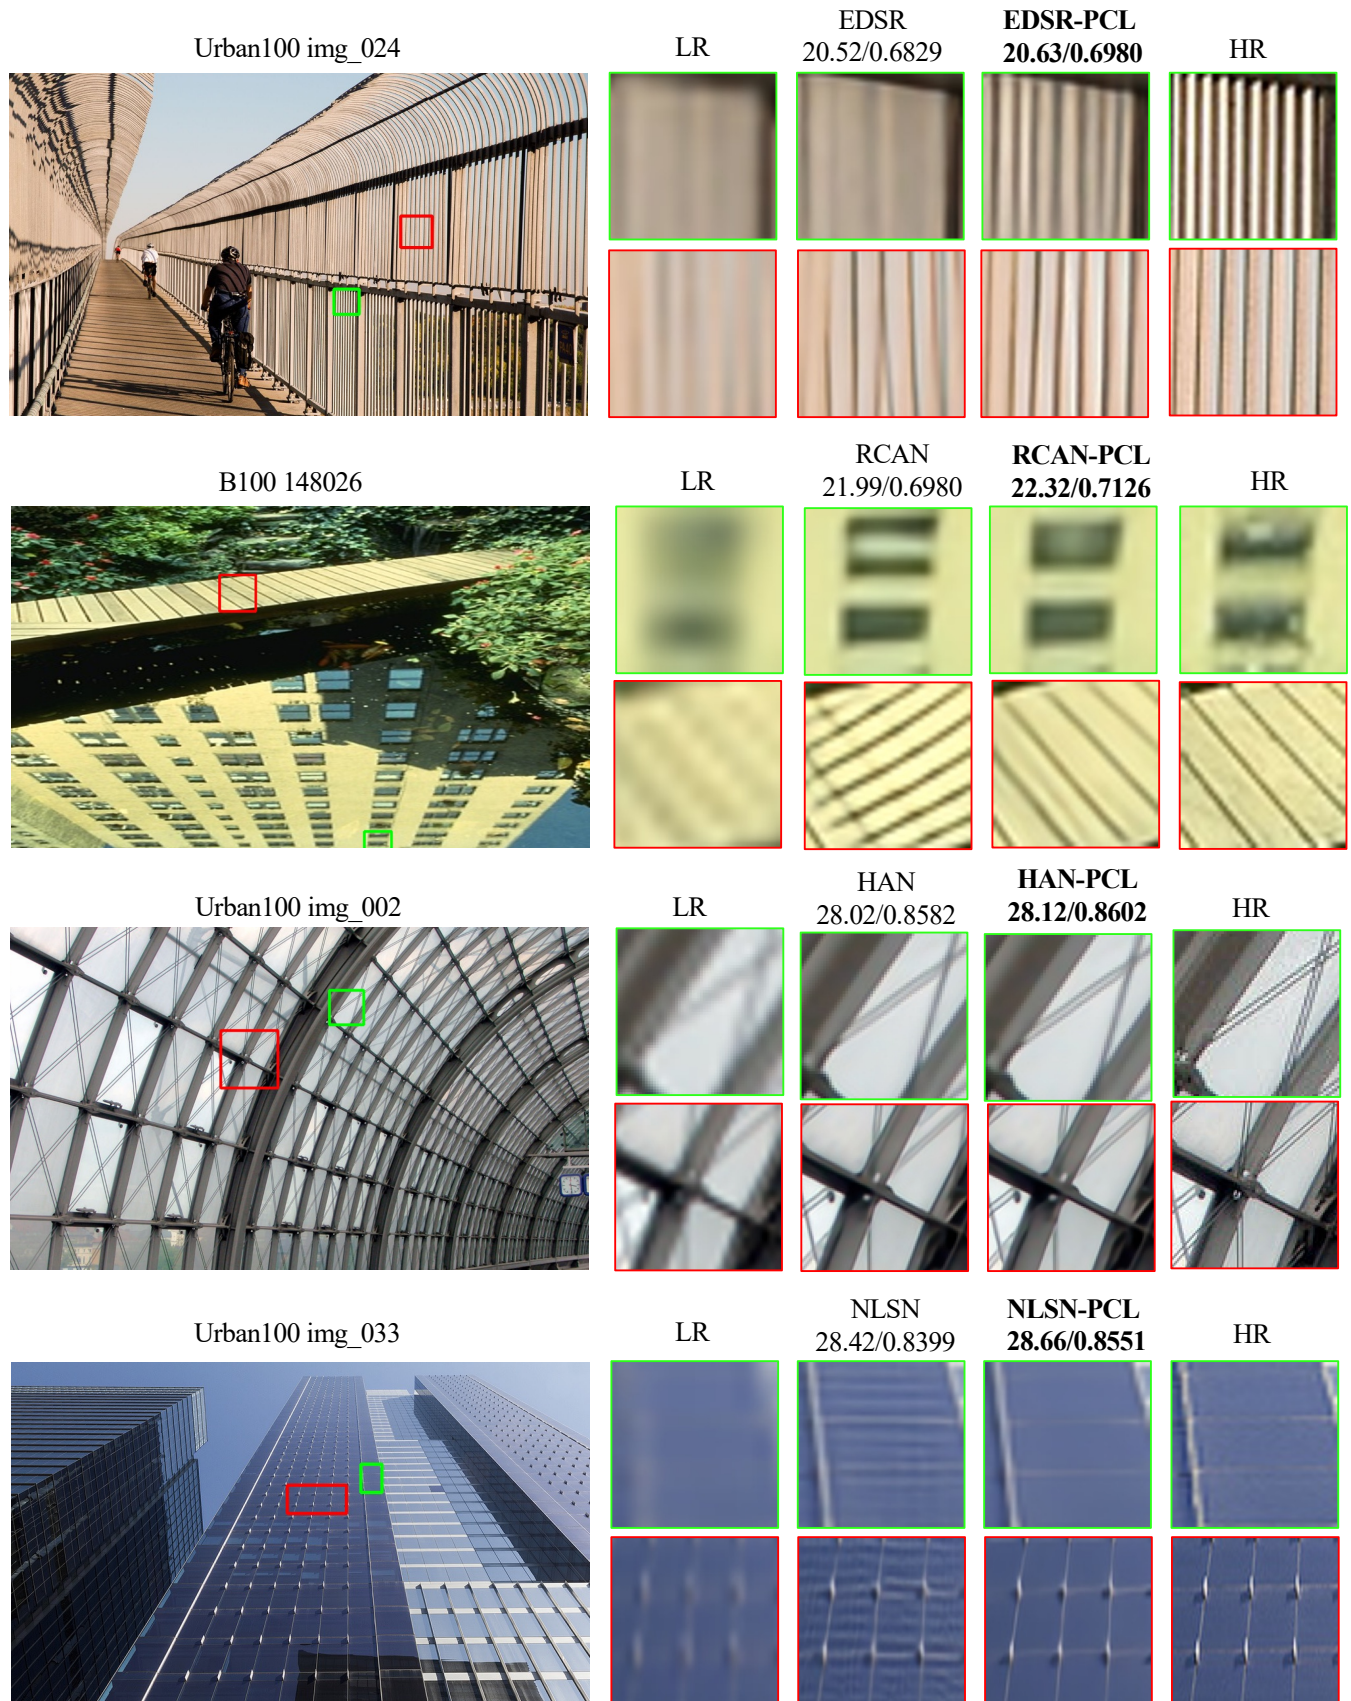 Urban100 img_024
LR
EDSR
20.52/0.6829
EDSR-PCL
20.63/0.6980
HR
B100 148026
LR
RCAN
21.99/0.6980
RCAN-PCL
22.32/0.7126
HR
Urban100 img_002
LR
HAN
28.02/0.8582
HAN-PCL
28.12/0.8602
HR
Urban100 img_033
LR
NLSN
28.42/0.8399
NLSN-PCL
28.66/0.8551
HR